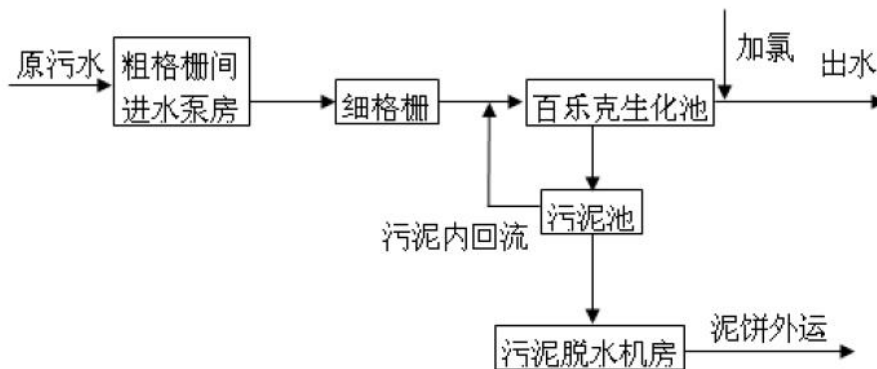 原污水
粗格栅间
进水泵房
细格栅
百乐克生化池
加氯
出水
污泥内回流
污泥池
污泥脱水机房
泥饼外运